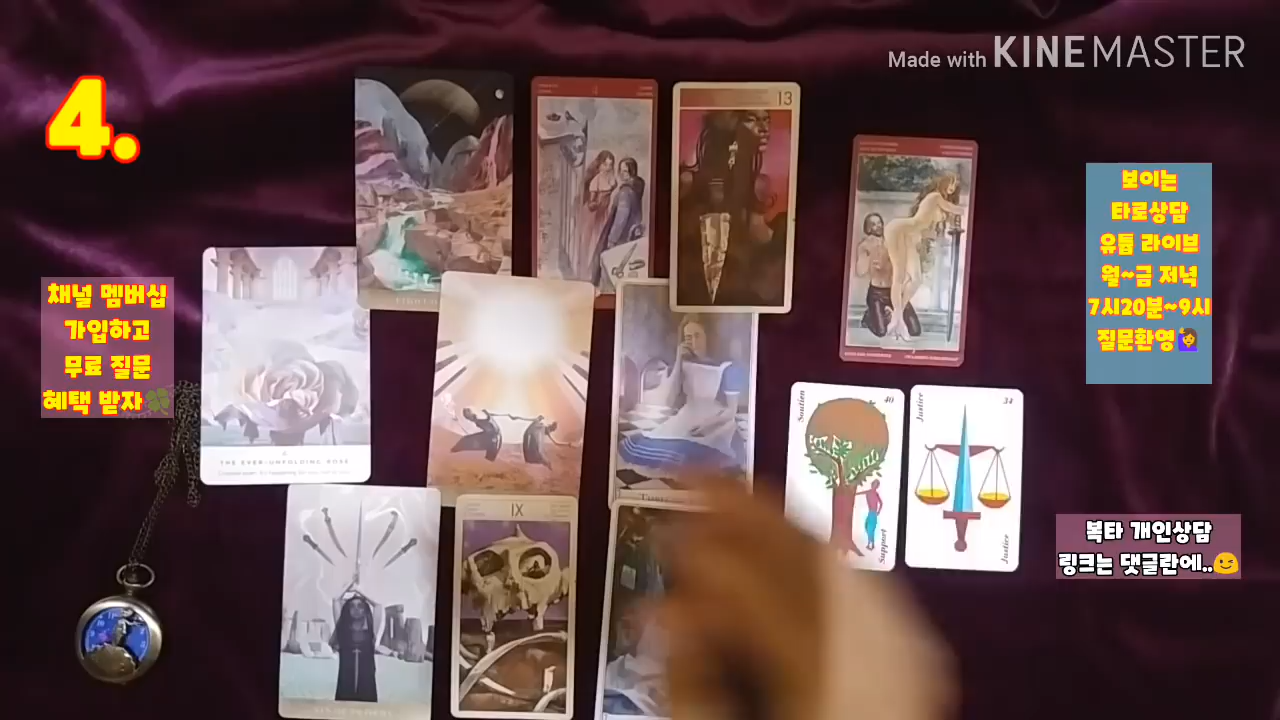 Made with KINEMASTER
4.
13
보이는
타로상담
유튭 라이브
월~금 저녁
7시20분~9시
질문환영🙋‍♀️
채널 멤버십
가입하고
무료 질문
혜택 받자🍀
Soutien
40
Support
Justice
34
Justice
THE EVER-UNFOLDING ROSE
IX
복타 개인상담
링크는 댓글란에..😉